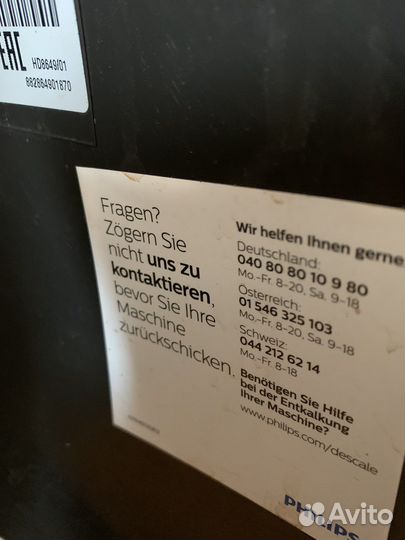 EAC
HD8649/01
882864901870
Fragen?
Zögern Sie
nicht uns zu
kontaktieren,
bevor Sie Ihre
Maschine
zurückschicken.
Wir helfen Ihnen gerne
Deutschland:
040 80 80 10 9 80
Mo.-Fr. 8-20, Sa. 9-18
Österreich:
01 546 325 103
Mo.-Fr. 8-20, Sa. 9-18
Schweiz:
044 212 62 14
Mo.-Fr. 8-18
Benötigen Sie Hilfe
bei der Entkalkung
Ihrer Maschine?
www.philips.com/descale
PHILIPS
Avito